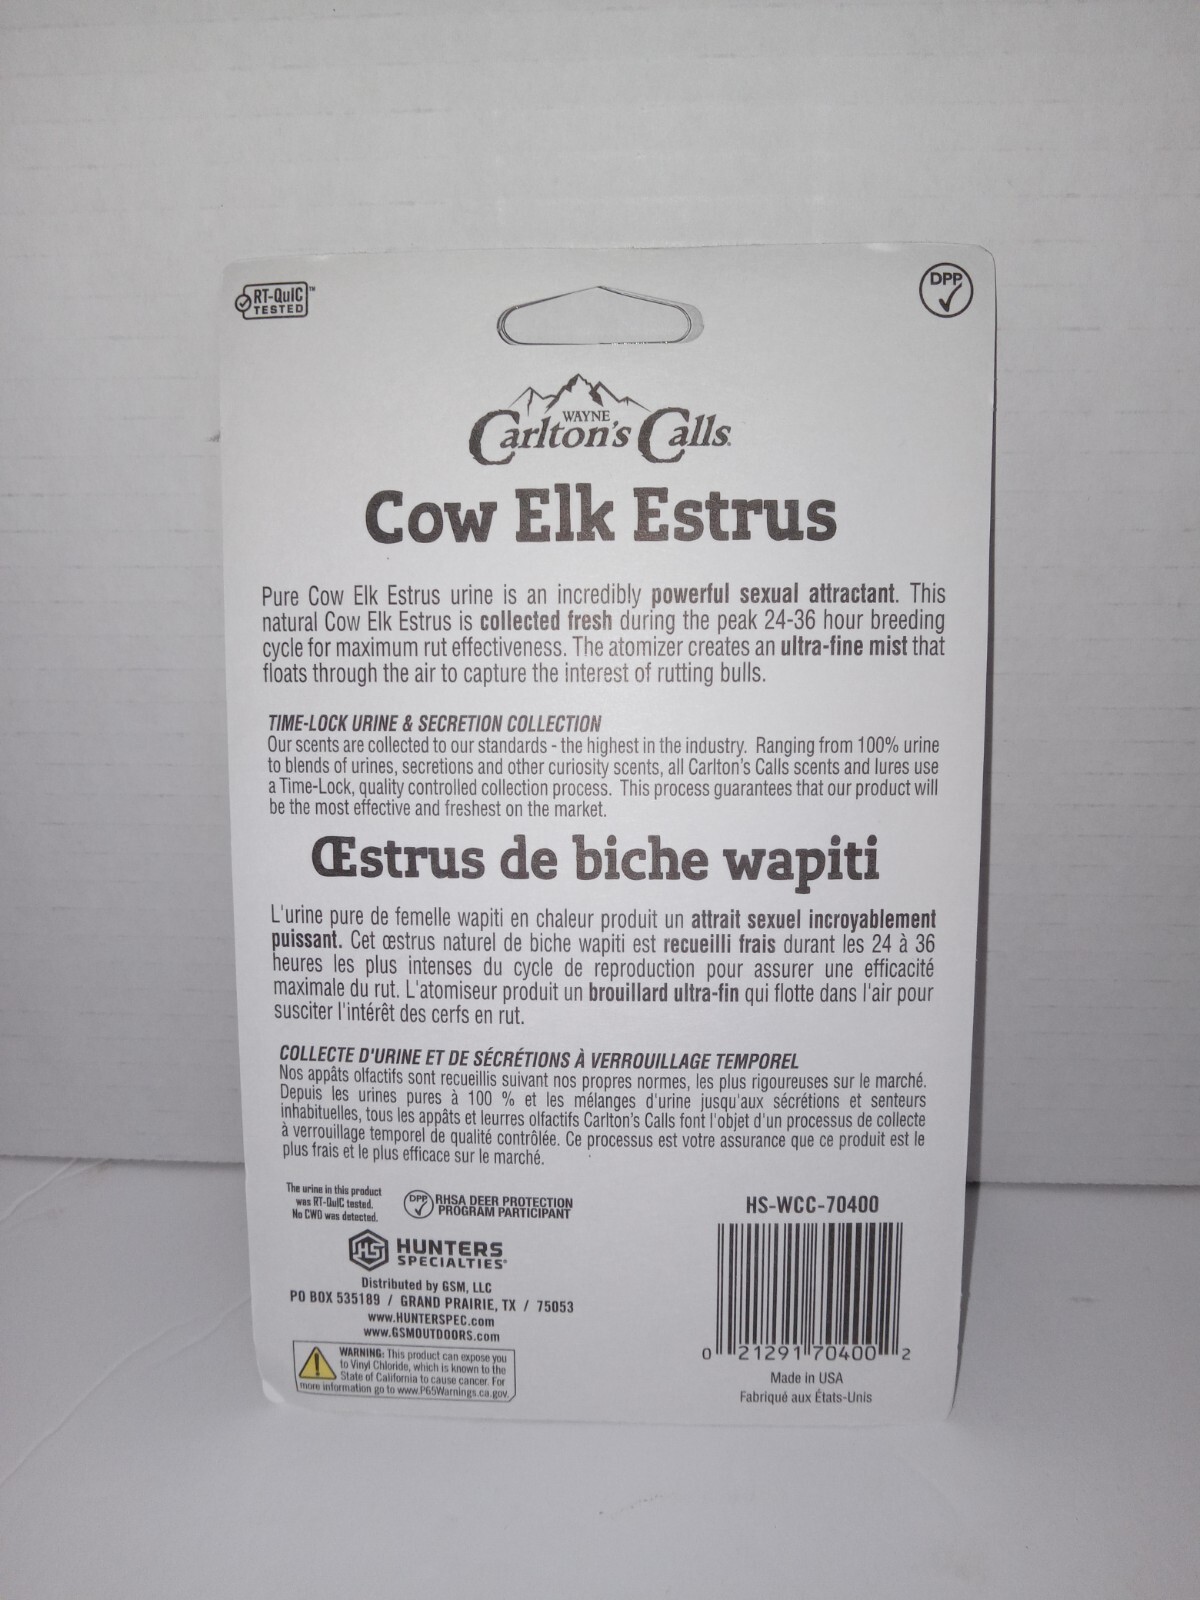 RT-QuIC™
TESTED
DPP
WAYNE
Carlton's Calls.
Cow Elk Estrus
Pure Cow Elk Estrus urine is an incredibly powerful sexual attractant. This
natural Cow Elk Estrus is collected fresh during the peak 24-36 hour breeding
cycle for maximum rut effectiveness. The atomizer creates an ultra-fine mist that
floats through the air to capture the interest of rutting bulls.
TIME-LOCK URINE & SECRETION COLLECTION
Our scents are collected to our standards - the highest in the industry. Ranging from 100% urine
to blends of urines, secretions and other curiosity scents, all Carlton's Calls scents and lures use
a Time-Lock, quality controlled collection process. This process guarantees that our product will
be the most effective and freshest on the market.
Œstrus de biche wapiti
L'urine pure de femelle wapiti en chaleur produit un attrait sexuel incroyablement
puissant. Cet œstrus naturel de biche wapiti est recueilli frais durant les 24 à 36
heures les plus intenses du cycle de reproduction pour assurer une efficacité
maximale du rut. L'atomiseur produit un brouillard ultra-fin qui flotte dans l'air pour
susciter l'intérêt des cerfs en rut.
COLLECTE D'URINE ET DE SÉCRÉTIONS À VERROUILLAGE TEMPOREL
Nos appâts olfactifs sont recueillis suivant nos propres normes, les plus rigoureuses sur le marché.
Depuis les urines pures à 100 % et les mélanges d'urine jusqu'aux sécrétions et senteurs
inhabituelles, tous les appâts et leurres olfactifs Carlton's Calls font l'objet d'un processus de collecte
à verrouillage temporel de qualité contrôlée. Ce processus est votre assurance que ce produit est le
plus frais et le plus efficace sur le marché.
The urine in this product
was RT-QuIC tested.
No CWD was detected.
DPP
RHSA DEER PROTECTION
PROGRAM PARTICIPANT
HS HUNTERS
SPECIALTIES®
Distributed by GSM, LLC
PO BOX 535189 / GRAND PRAIRIE, TX / 75053
www.HUNTERSPEC.com
www.GSMOUTDOORS.com
WARNING: This product can expose you
to Vinyl Chloride, which is known to the
State of California to cause cancer. For
more information go to www.P65Warnings.ca.gov.
HS-WCC-70400
0 21291 70400 2
Made in USA
Fabriqué aux États-Unis